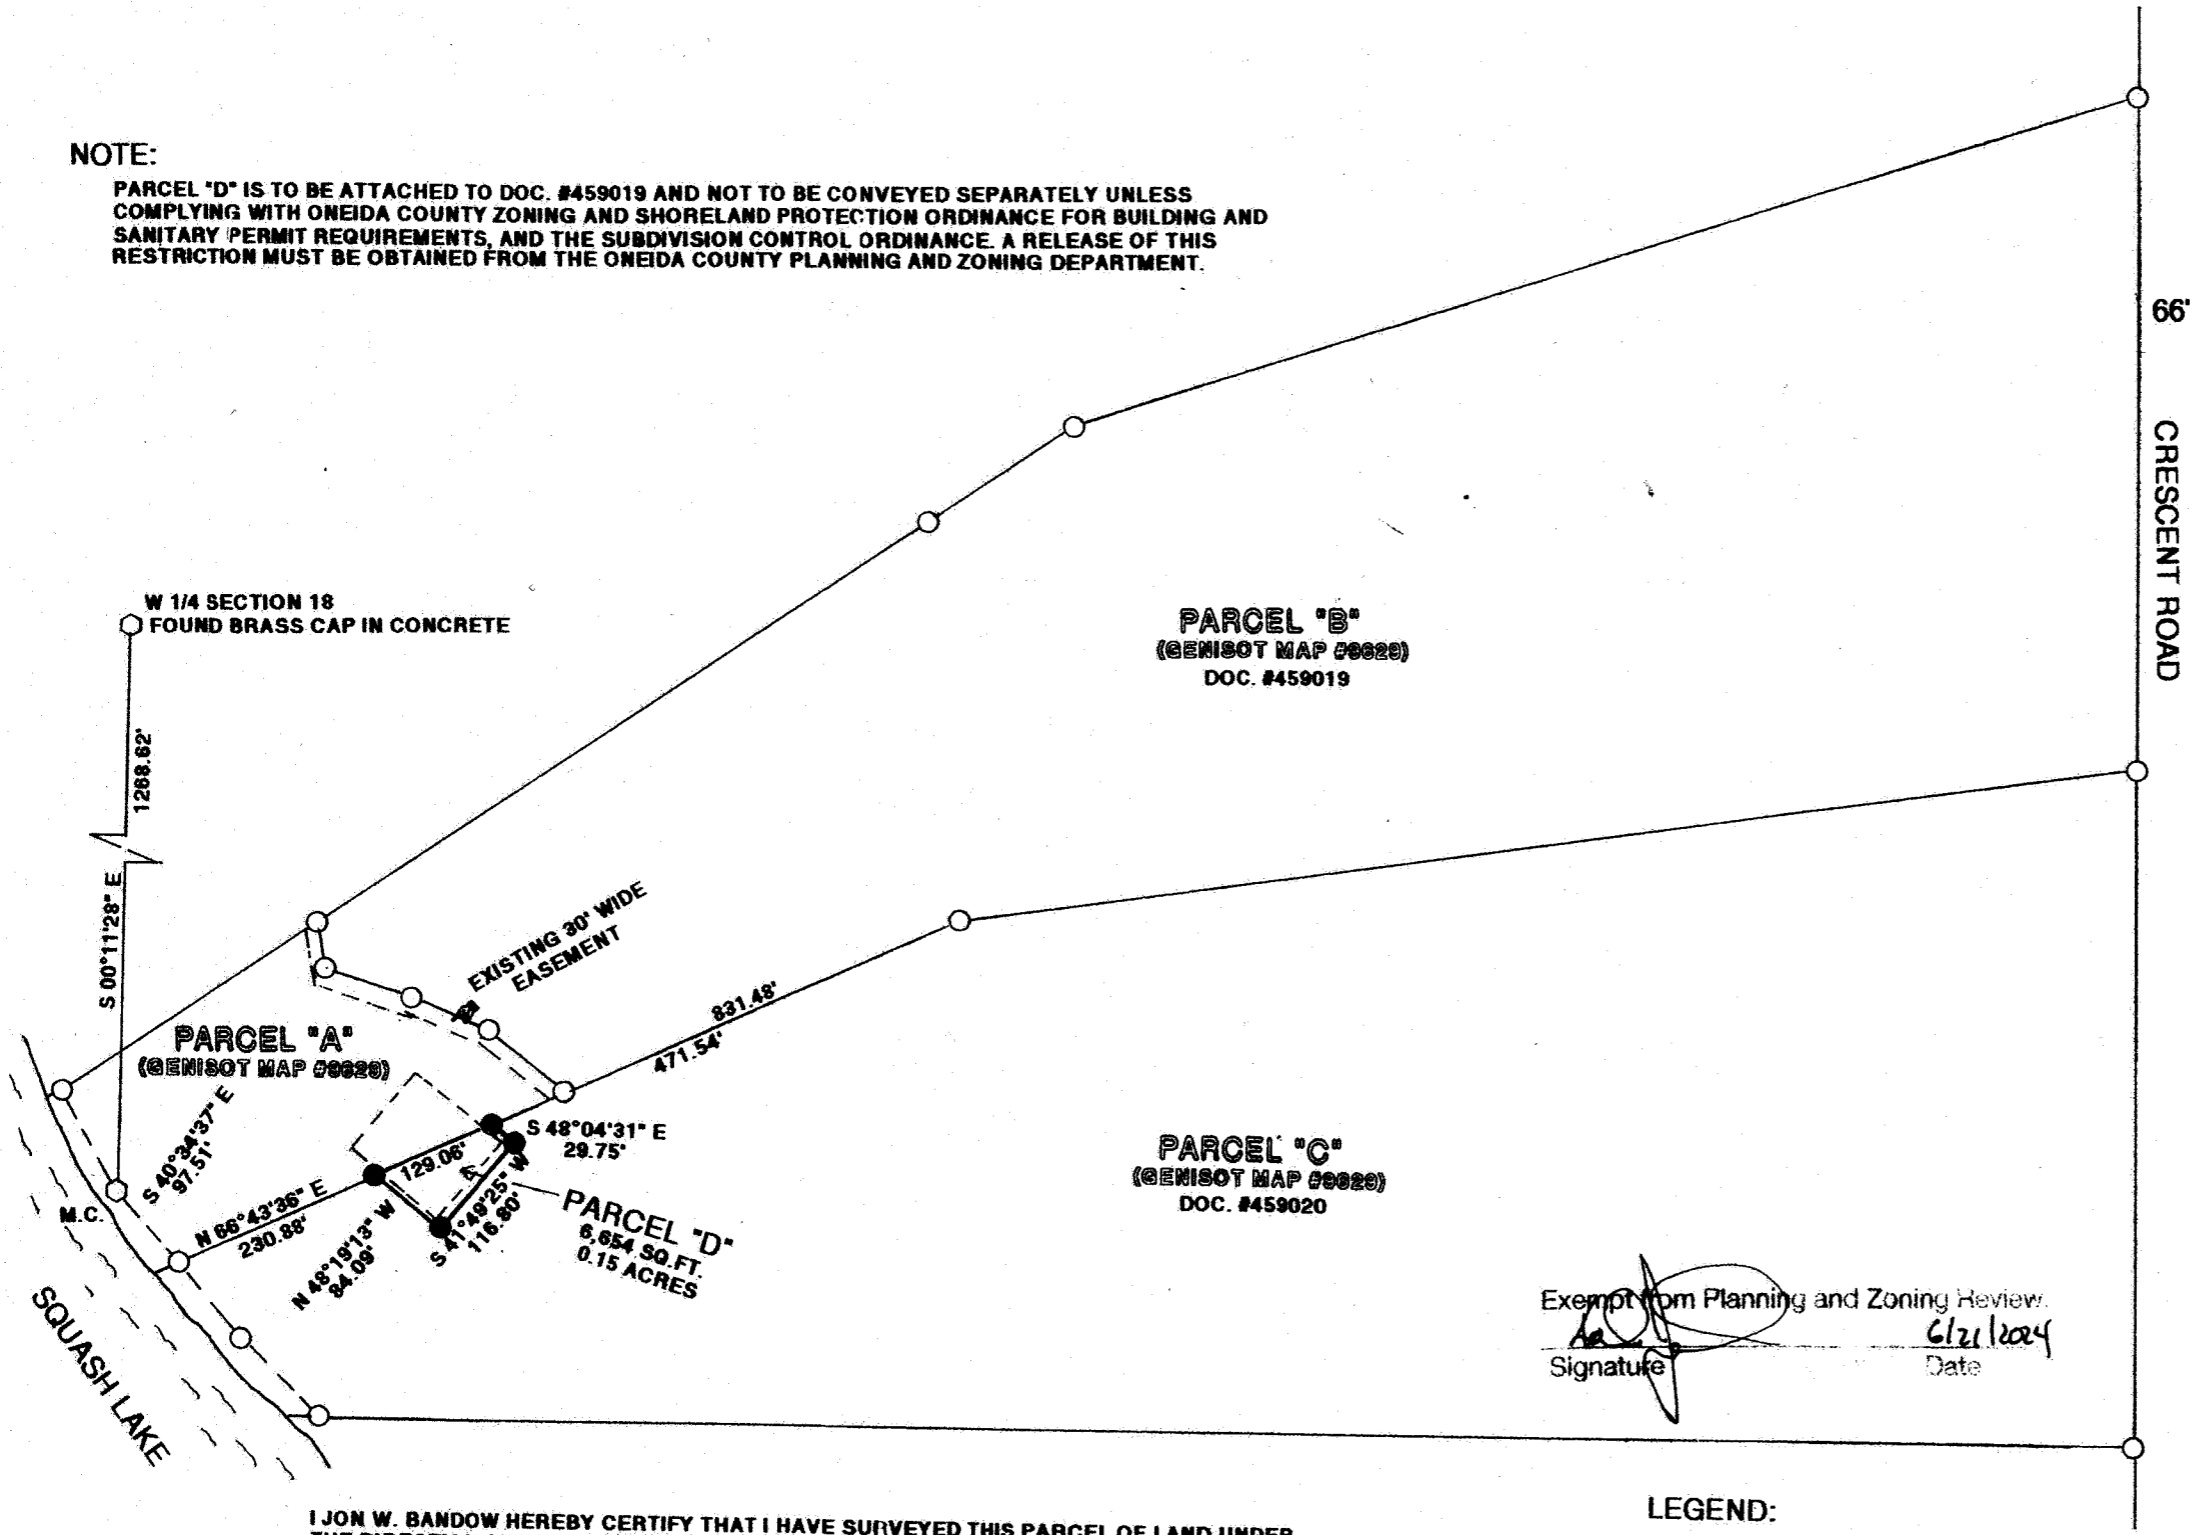 NOTE:
PARCEL "D" IS TO BE ATTACHED TO DOC. #459019 AND NOT TO BE CONVEYED SEPARATELY UNLESS
COMPLYING WITH ONEIDA COUNTY ZONING AND SHORELAND PROTECTION ORDINANCE FOR BUILDING AND
SANITARY PERMIT REQUIREMENTS, AND THE SUBDIVISION CONTROL ORDINANCE. A RELEASE OF THIS
RESTRICTION MUST BE OBTAINED FROM THE ONEIDA COUNTY PLANNING AND ZONING DEPARTMENT.
66'
CRESCENT ROAD
W 1/4 SECTION 18
FOUND BRASS CAP IN CONCRETE
1268.62'
S 00°11'28" E
PARCEL "B"
(GENISOT MAP
DOC. #459019
EXISTING 30' WIDE
EASEMENT
831.48'
471.54'
PARCEL "A"
(GENISOT MAP
S 40°34'37" E
97.51'
M.C.
N 66°43'36" E
230.88'
129.06'
S 48°04'31" E
29.75'
N 48°19'13" W
84.09'
S 41°49'25" W
116.80'
PARCEL "D"
6,654 SQ.FT.
0.15 ACRES
PARCEL "C"
(GENISOT MAP
DOC. #459020
SQUASH LAKE
Exempt from Planning and Zoning Review.
6/21/2024
Signature
Date
LEGEND:
I JON W. BANDOW HEREBY CERTIFY THAT I HAVE SURVEYED THIS PARCEL OF LAND UNDER